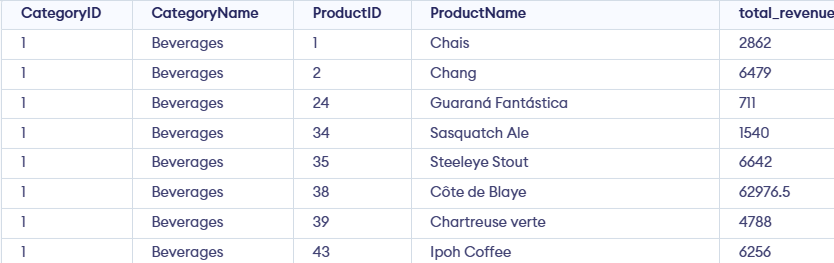 CategoryID CategoryName ProductID ProductName total_revenue
1 Beverages 1 Chais 2862
1 Beverages 2 Chang 6479
1 Beverages 24 Guaraná Fantástica 711
1 Beverages 34 Sasquatch Ale 1540
1 Beverages 35 Steeleye Stout 6642
1 Beverages 38 Côte de Blaye 62976.5
1 Beverages 39 Chartreuse verte 4788
1 Beverages 43 Ipoh Coffee 6256